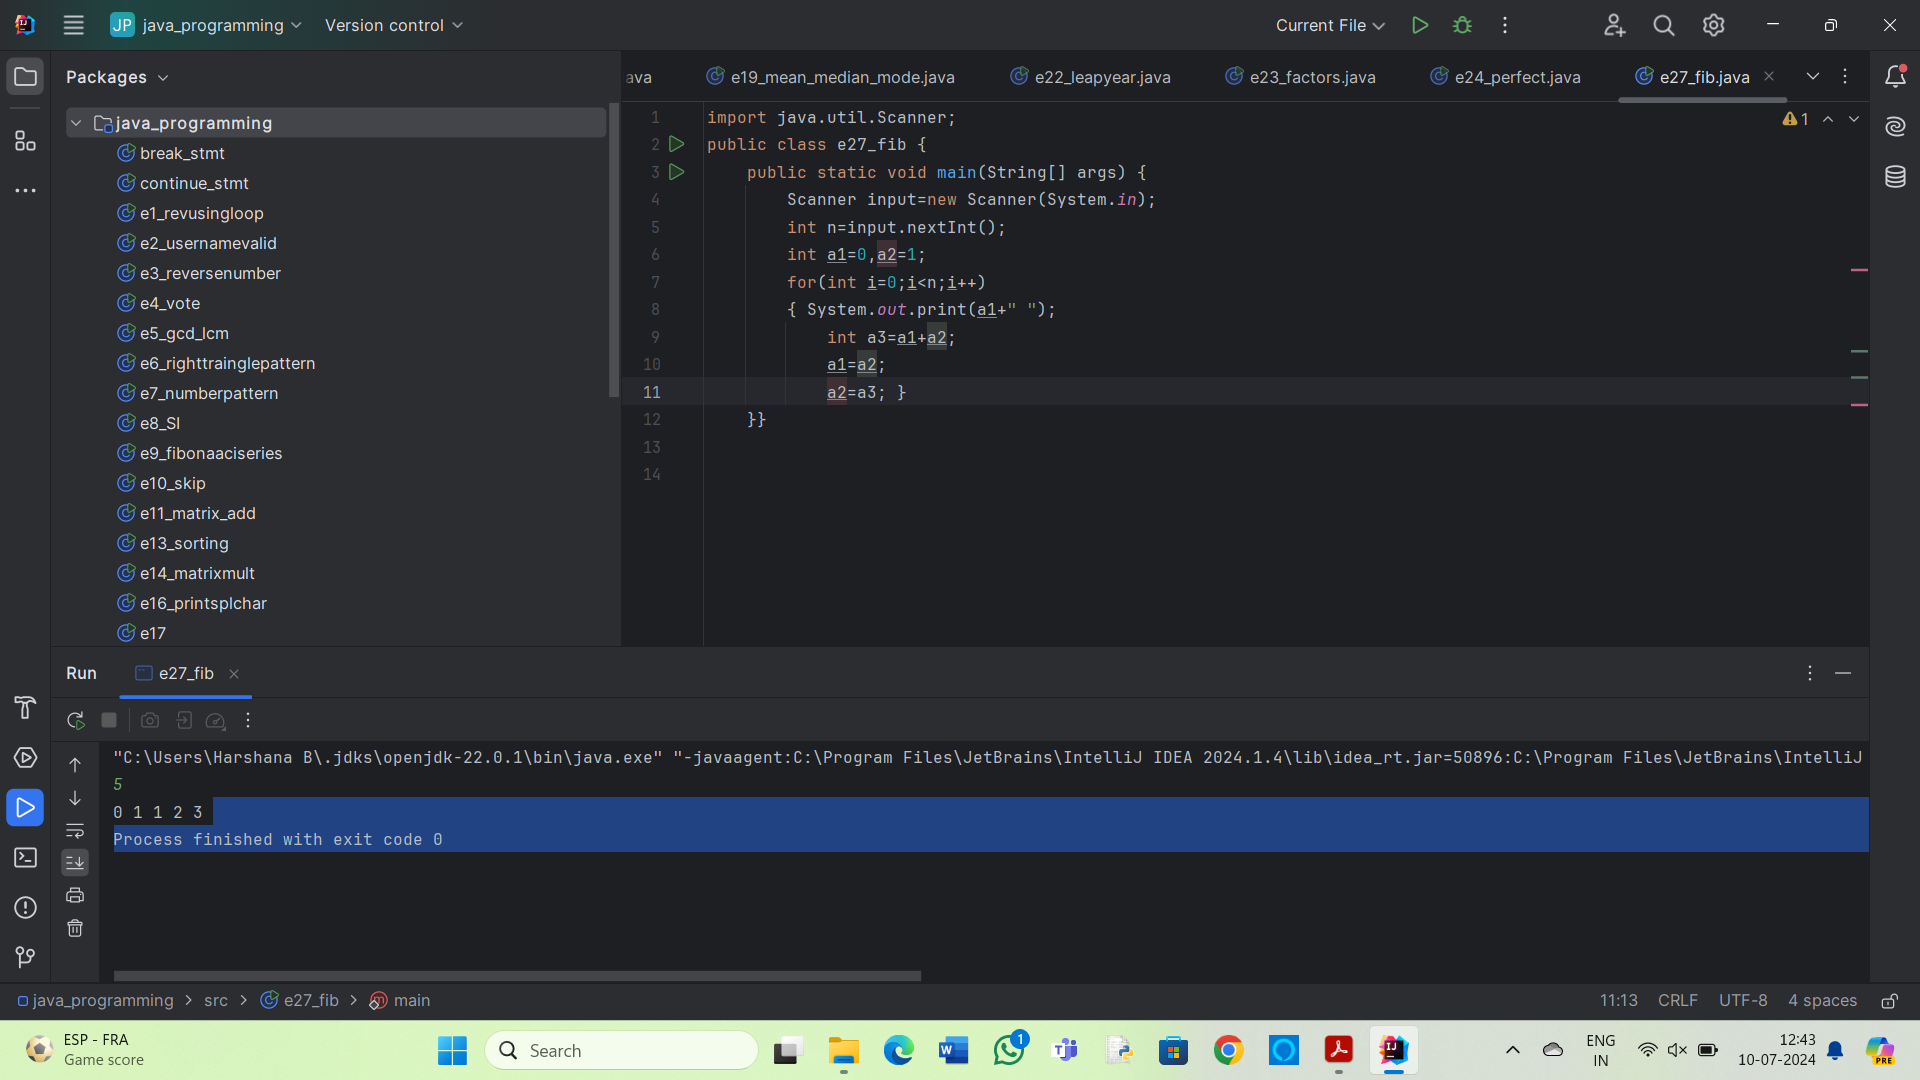 JP java_programming Version control Current File
Packages
java_programming
break_stmt
continue_stmt
e1_revusingloop
e2_usernamevalid
e3_reversenumber
e4_vote
e5_gcd_lcm
e6_righttrainglepattern
e7_numberpattern
e8_SI
e9_fibonaaciseries
e10_skip
e11_matrix_add
e13_sorting
e14_matrixmult
e16_printsplchar
e17
ava e19_mean_median_mode.java e22_leapyear.java e23_factors.java e24_perfect.java e27_fib.java
1 import java.util.Scanner;
2 public class e27_fib {
3 public static void main(String[] args) {
4 Scanner input=new Scanner(System.in);
5 int n=input.nextInt();
6 int a1=0,a2=1;
7 for(int i=0;i<n;i++)
8 { System.out.print(a1+" ");
9 int a3=a1+a2;
10 a1=a2;
11 a2=a3; }
12 }}
13
14
1
Run e27_fib
"C:\Users\Harshana B\.jdks\openjdk-22.0.1\bin\java.exe" "-javaagent:C:\Program Files\JetBrains\IntelliJ IDEA 2024.1.4\lib\idea_rt.jar=50896:C:\Program Files\JetBrains\IntelliJ
5
0 1 1 2 3
Process finished with exit code 0
java_programming > src > e27_fib > main 11:13 CRLF UTF-8 4 spaces
ESP - FRA
Game score
Search
1
ENG
IN
12:43
10-07-2024
PRE